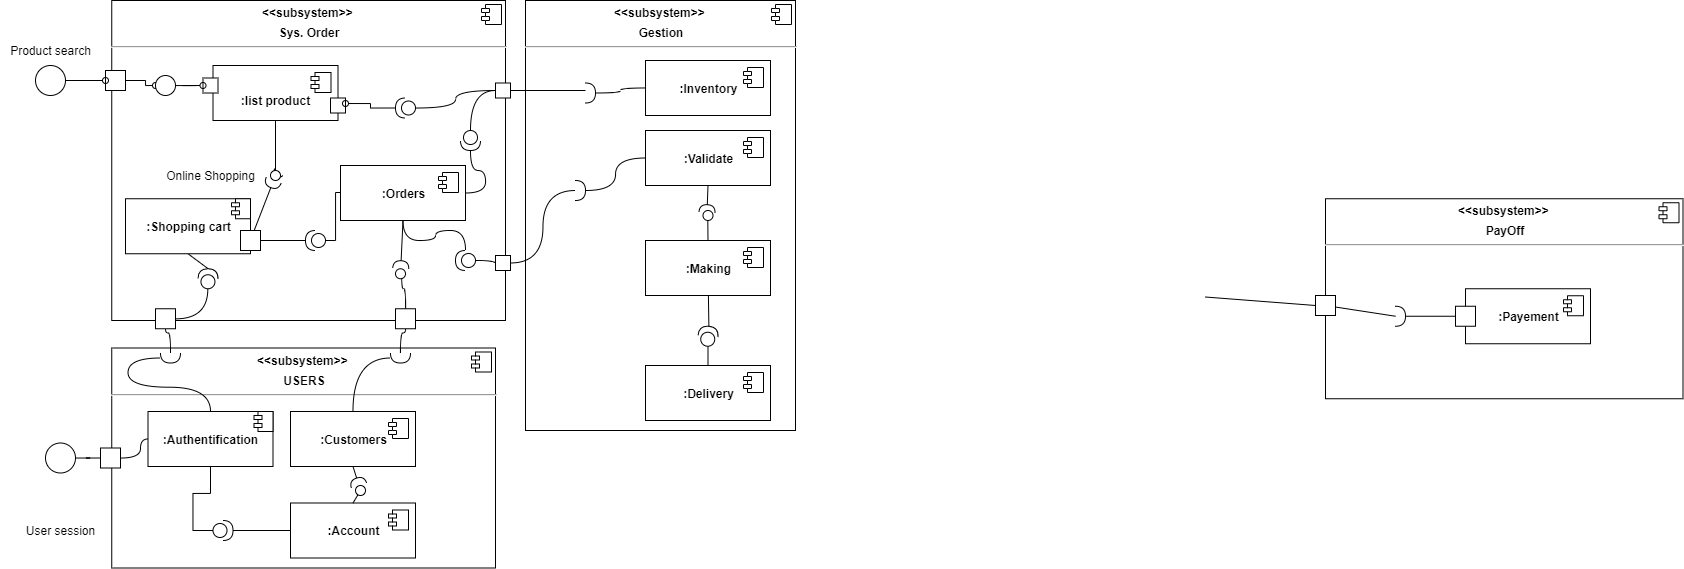 <<subsystem>>
Sys. Order
<<subsystem>>
Gestion
Product search
:list product
:Inventory
:Validate
Online Shopping
:Orders
:Shopping cart
<<subsystem>>
PayOff
:Making
:Payement
<<subsystem>>
USERS
:Delivery
:Authentification
:Customers
User session
:Account